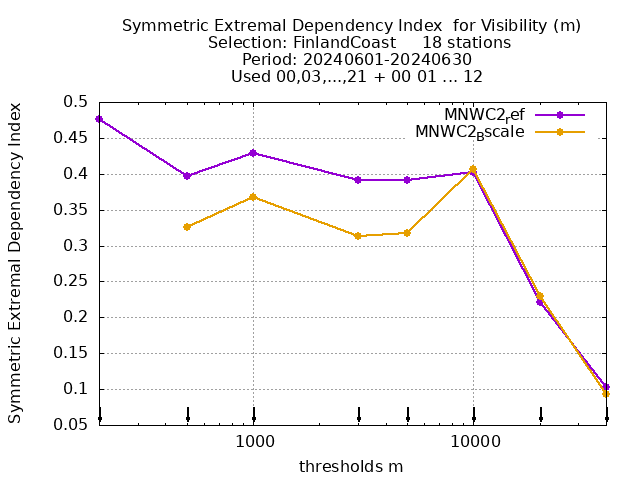 Symmetric Extremal Dependency Index  for Visibility (m)
Selection: FinlandCoast     18 stations
Period: 20240601-20240630
Used 00,03,...,21 + 00 01 ... 12
MNWC2ref
MNWC2Bscale
Symmetric Extremal Dependency Index
0.5
0.45
0.4
0.35
0.3
0.25
0.2
0.15
0.1
0.05
1000
10000
thresholds m